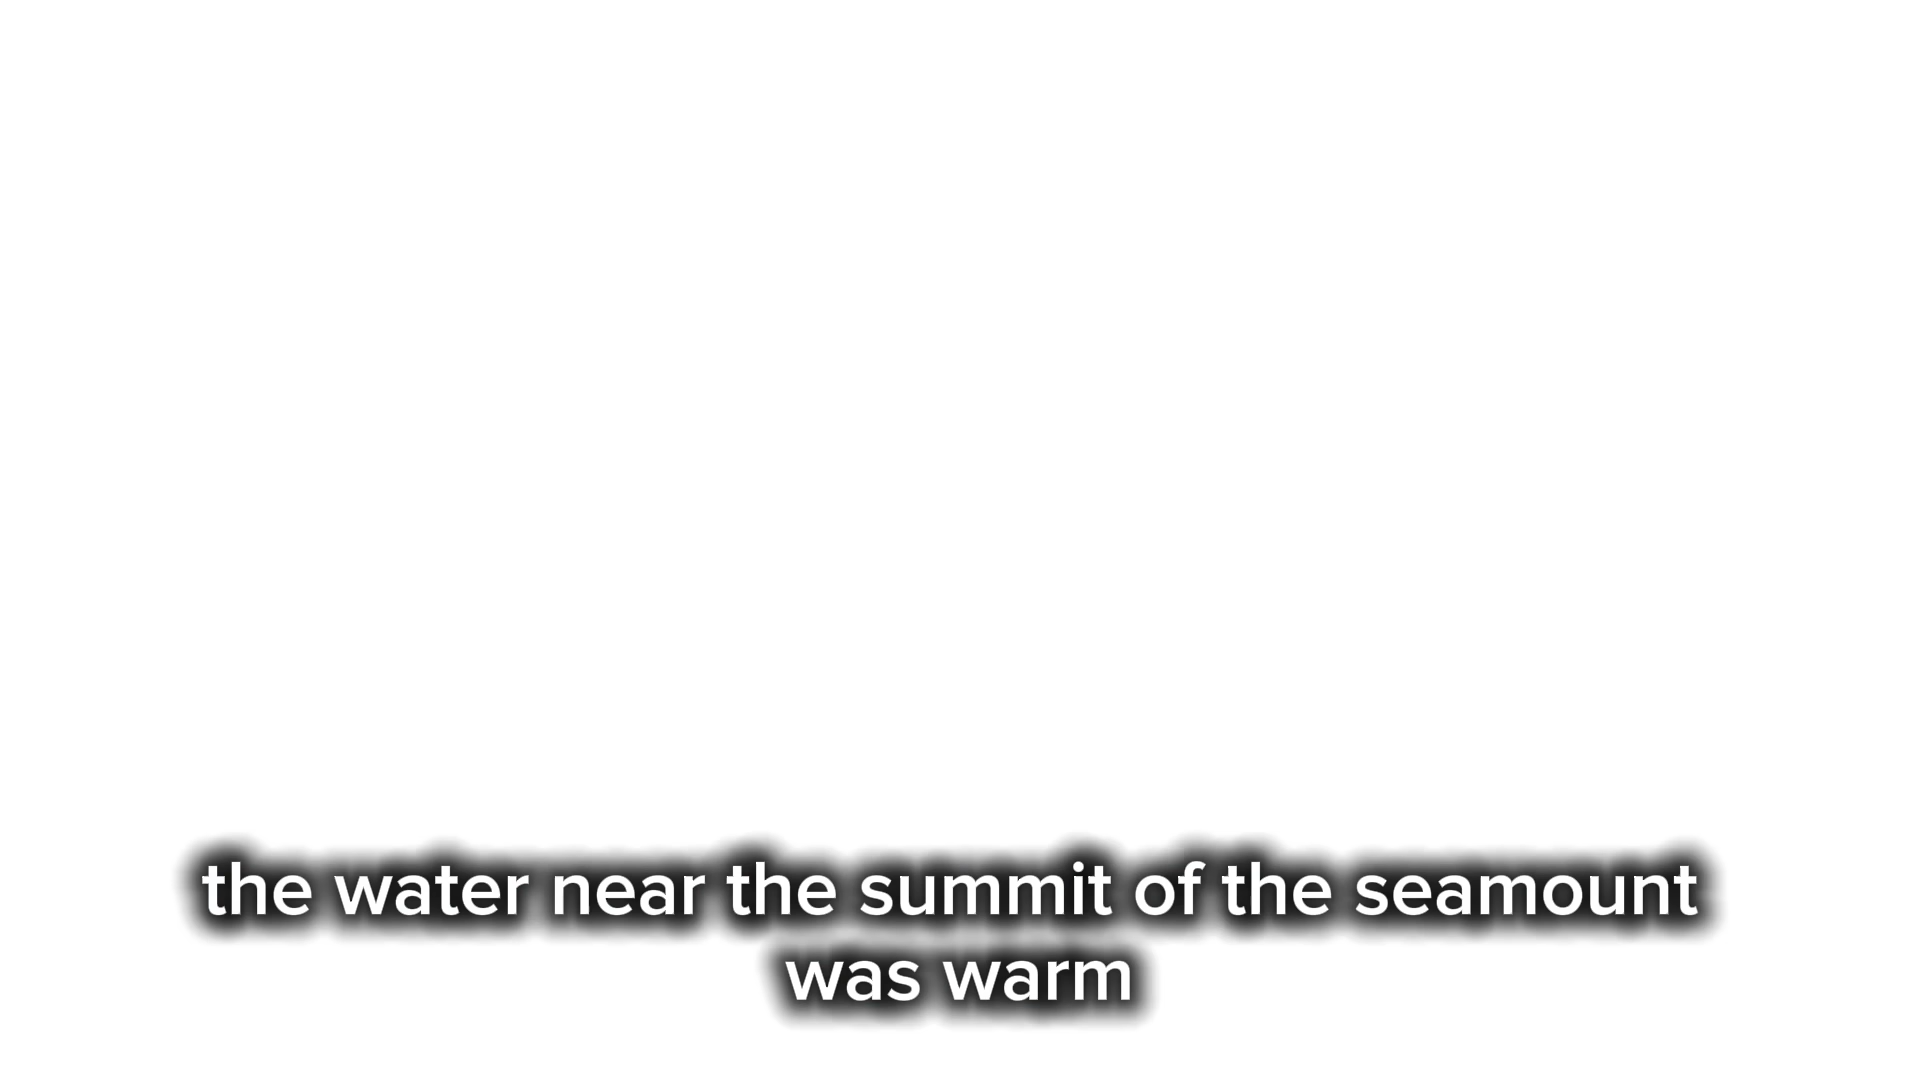 the water near the summit of the seamount
was warm